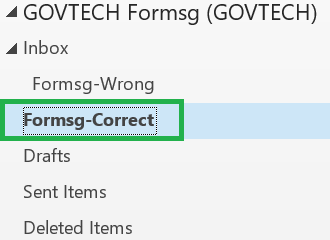 GOVTECH Formsg (GOVTECH)
Inbox
Formsg-Wrong
Formsg-Correct
Drafts
Sent Items
Deleted Items